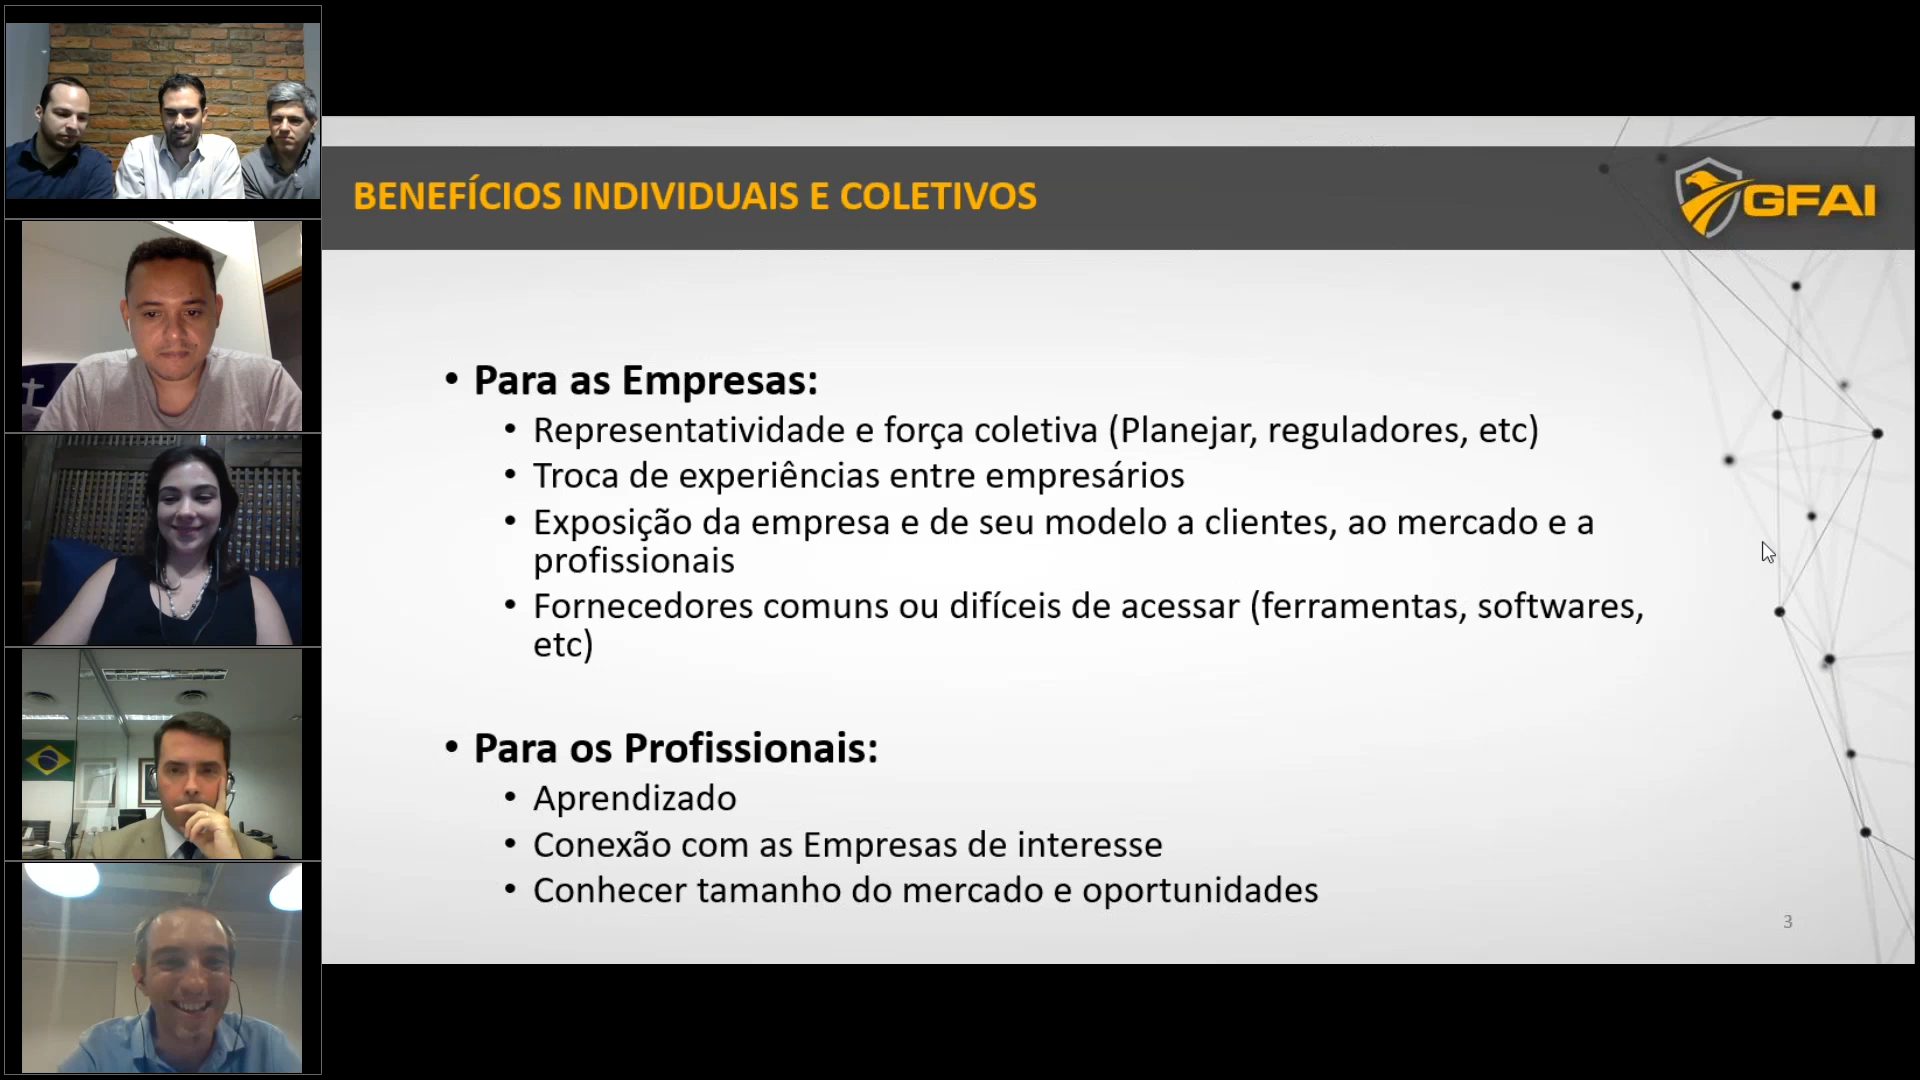 BENEFÍCIOS INDIVIDUAIS E COLETIVOS
GFAI
• Para as Empresas:
• Representatividade e força coletiva (Planejar, reguladores, etc)
• Troca de experiências entre empresários
• Exposição da empresa e de seu modelo a clientes, ao mercado e a
profissionais
• Fornecedores comuns ou difíceis de acessar (ferramentas, softwares,
etc)
• Para os Profissionais:
• Aprendizado
• Conexão com as Empresas de interesse
• Conhecer tamanho do mercado e oportunidades
3